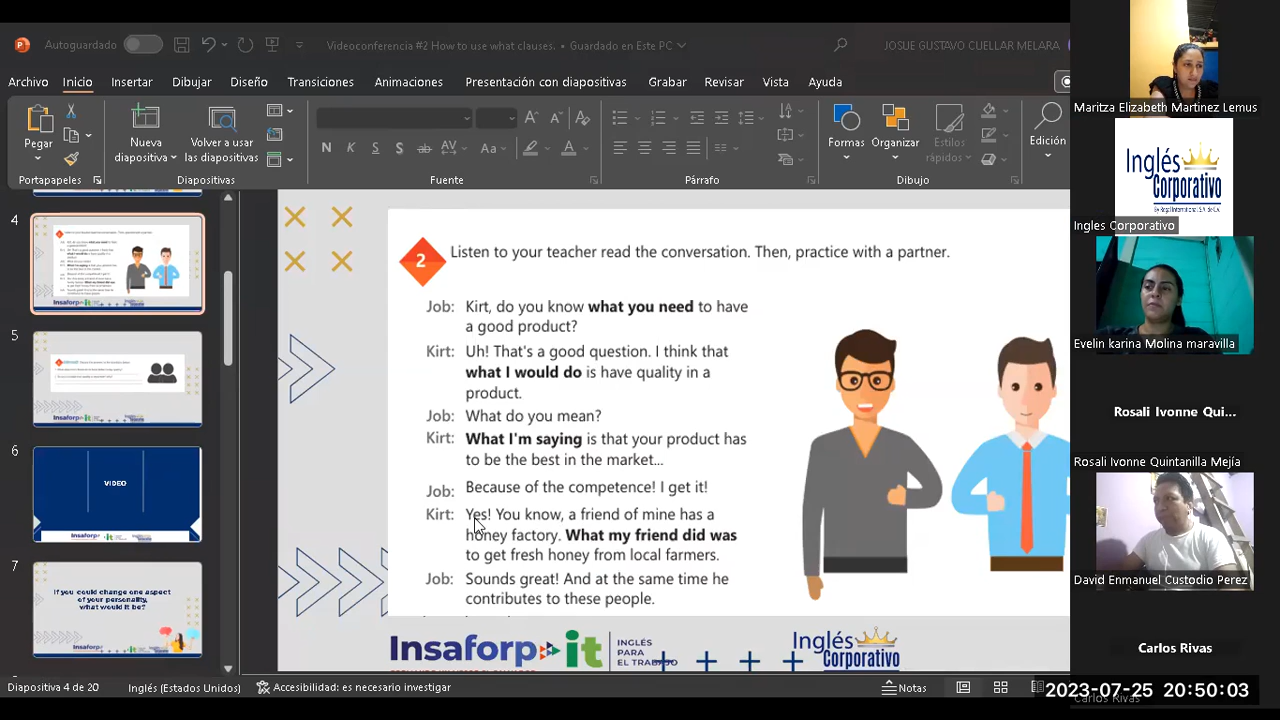 Autoguardado
Videoconferencia #2 How to use what clauses. • Guardado en Este PC
JOSUE GUSTAVO CUELLAR MELARA
Archivo Inicio Insertar Dibujar Diseño Transiciones Animaciones Presentación con diapositivas Grabar Revisar Vista Ayuda
Pegar
Nueva diapositiva
Volver a usar las diapositivas
Formas
Organizar
Estilos rápidos
Edición
Portapapeles
Diapositivas
Fuente
Párrafo
Dibujo
4
5
6
VIDEO
7
If you could change one aspect
of your personality,
what would it be?
2
Listen to your teacher read the conversation. Then, practice with a partner.
Job: Kirt, do you know what you need to have
a good product?
Kirt: Uh! That's a good question. I think that
what I would do is have quality in a
product.
Job: What do you mean?
Kirt: What I'm saying is that your product has
to be the best in the market...
Job: Because of the competence! I get it!
Kirt: Yes! You know, a friend of mine has a
honey factory. What my friend did was
to get fresh honey from local farmers.
Job: Sounds great! And at the same time he
contributes to these people.
Insaforp it
INGLÉS
PARA
EL TRABAJO
Inglés
Corporativo
Diapositiva 4 de 20
Inglés (Estados Unidos)
Accesibilidad: es necesario investigar
Notas
Maritza Elizabeth Martinez Lemus
Inglés
Corporativo
By Regal International, S.A. de C.V.
Ingles Corporativo
Evelin karina Molina maravilla
Rosali Ivonne Qui...
Rosali Ivonne Quintanilla Mejía
David Enmanuel Custodio Perez
Carlos Rivas
2023-07-25 20:50:03
Carlos Rivas